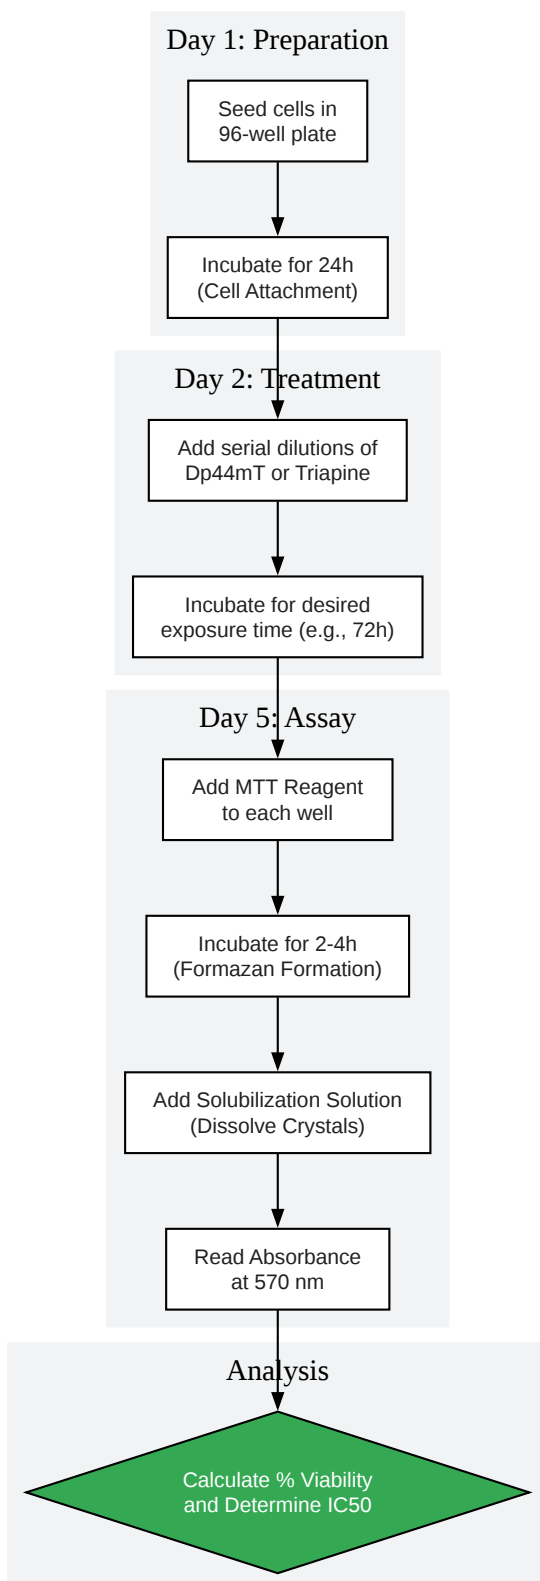 Day 1: Preparation
Seed cells in
96-well plate
Incubate for 24h
(Cell Attachment)
Day 2: Treatment
Add serial dilutions of
Dp44mT or Triapine
Incubate for desired
exposure time (e.g., 72h)
Day 5: Assay
Add MTT Reagent
to each well
Incubate for 2-4h
(Formazan Formation)
Add Solubilization Solution
(Dissolve Crystals)
Read Absorbance
at 570 nm
Analysis
Calculate % Viability
and Determine IC50